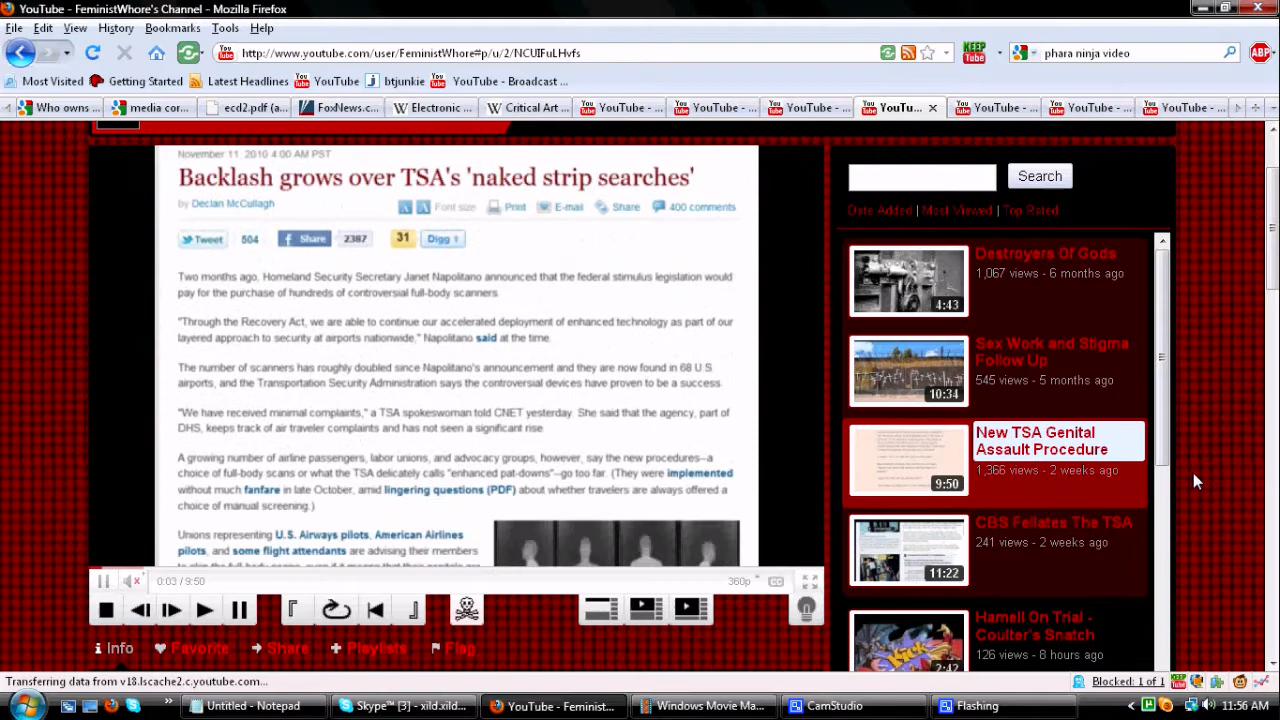 YouTube - FeministWhore's Channel - Mozilla Firefox
File Edit View History Bookmarks Tools Help
http://www.youtube.com/user/FeministWhore#p/u/2/NCUIFuLHvfs
KEEP Tube
phara ninja video
ABP
Most Visited Getting Started Latest Headlines YouTube btjunkie YouTube - Broadcast ...
Who owns ... media cor... ecd2.pdf (a... FoxNews.c... Electronic ... Critical Art ... YouTube - ... YouTube - ... YouTube - ... YouTu... YouTube - ... YouTube - ... YouTube - ...
November 11, 2010 4:00 AM PST
Backlash grows over TSA's 'naked strip searches'
by Declan McCullagh
Font size Print E-mail Share 400 comments
Tweet 504 Share 2387 31 Digg
Two months ago, Homeland Security Secretary Janet Napolitano announced that the federal stimulus legislation would
pay for the purchase of hundreds of controversial full-body scanners.
"Through the Recovery Act, we are able to continue our accelerated deployment of enhanced technology as part of our
layered approach to security at airports nationwide," Napolitano said at the time.
The number of scanners has roughly doubled since Napolitano's announcement and they are now found in 68 U.S.
airports, and the Transportation Security Administration says the controversial devices have proven to be a success.
"We have received minimal complaints," a TSA spokeswoman told CNET yesterday. She said that the agency, part of
DHS, keeps track of air traveler complaints and has not seen a significant rise.
A growing number of airline passengers, labor unions, and advocacy groups, however, say the new procedures--a
choice of full-body scans or what the TSA delicately calls "enhanced pat-downs"--go too far. (They were implemented
without much fanfare in late October, amid lingering questions (PDF) about whether travelers are always offered a
choice of manual screening.)
Unions representing U.S. Airways pilots, American Airlines
pilots, and some flight attendants are advising their members
Search
Date Added | Most Viewed | Top Rated
Destroyers Of Gods
1,067 views - 6 months ago
4:43
Sex Work and Stigma
Follow Up
545 views - 5 months ago
10:34
New TSA Genital
Assault Procedure
1,366 views - 2 weeks ago
9:50
CBS Fellates The TSA
241 views - 2 weeks ago
11:22
Hamell On Trial -
Coulter's Snatch
126 views - 8 hours ago
2:42
0:03 / 9:50
360p
CC
Info Favorite Share Playlists Flag
Transferring data from v18.lscache2.c.youtube.com...
Blocked: 1 of 1
Untitled - Notepad Skype™ [3] - xild.xild... YouTube - Feminist... Windows Movie Ma... CamStudio Flashing
11:56 AM